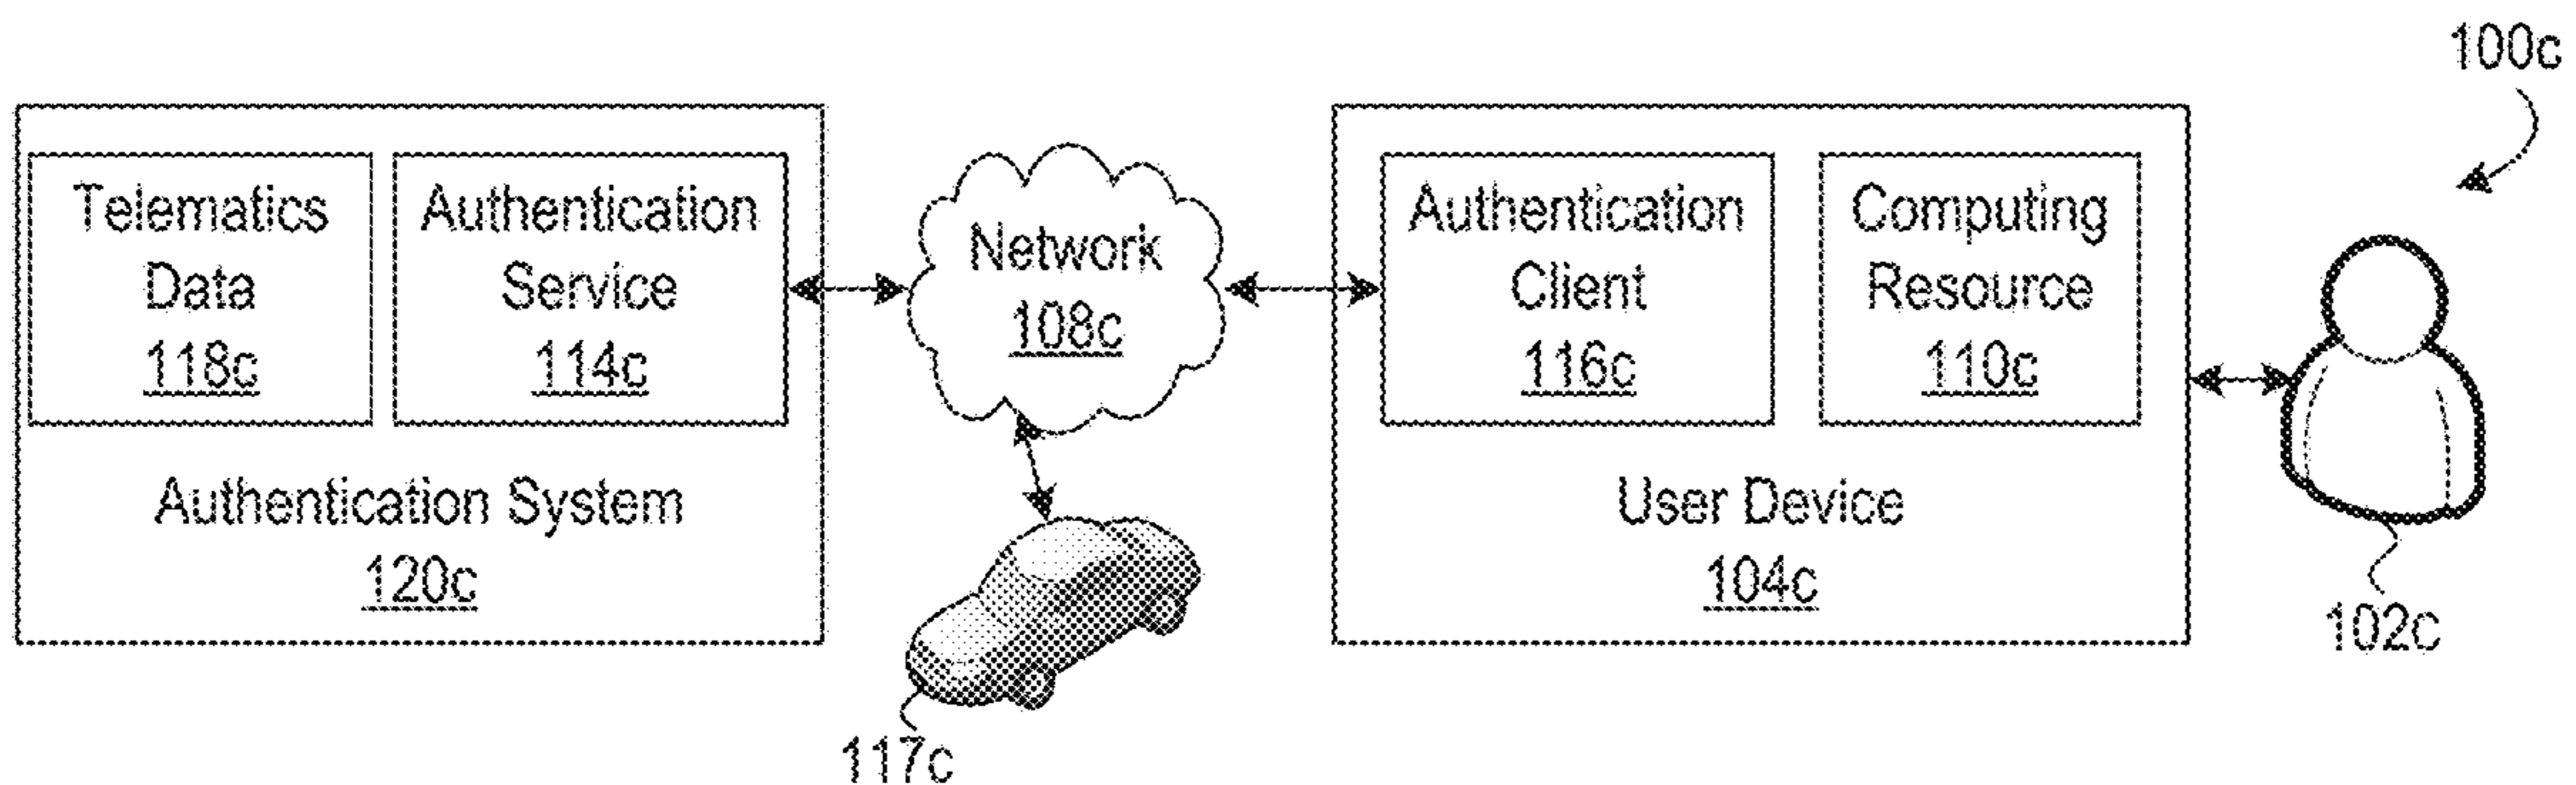 100c
Telematics
Data
118c
Authentication
Service
114c
Network
108c
Authentication
Client
116c
Computing
Resource
110c
Authentication System
120c
User Device
104c
102c
117c